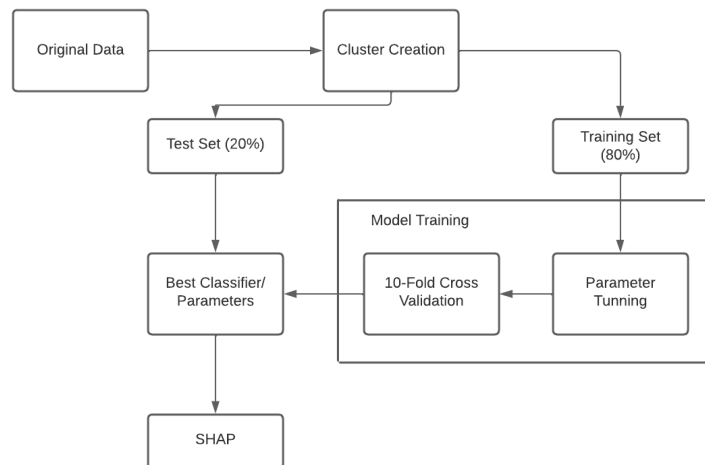 Original Data
Cluster Creation
Test Set (20%)
Training Set
(80%)
Model Training
Best Classifier/
Parameters
10-Fold Cross
Validation
Parameter
Tunning
SHAP